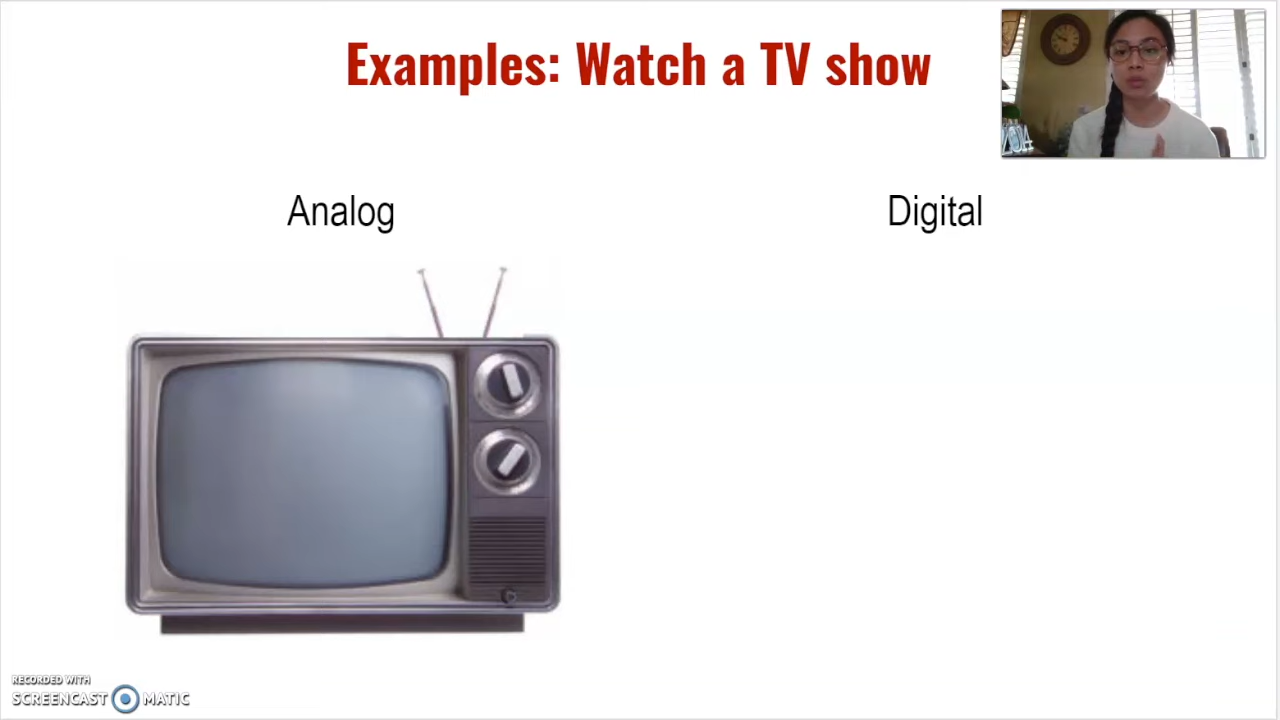 Examples: Watch a TV show
Analog
Digital
RECORDED WITH
SCREENCAST MATIC